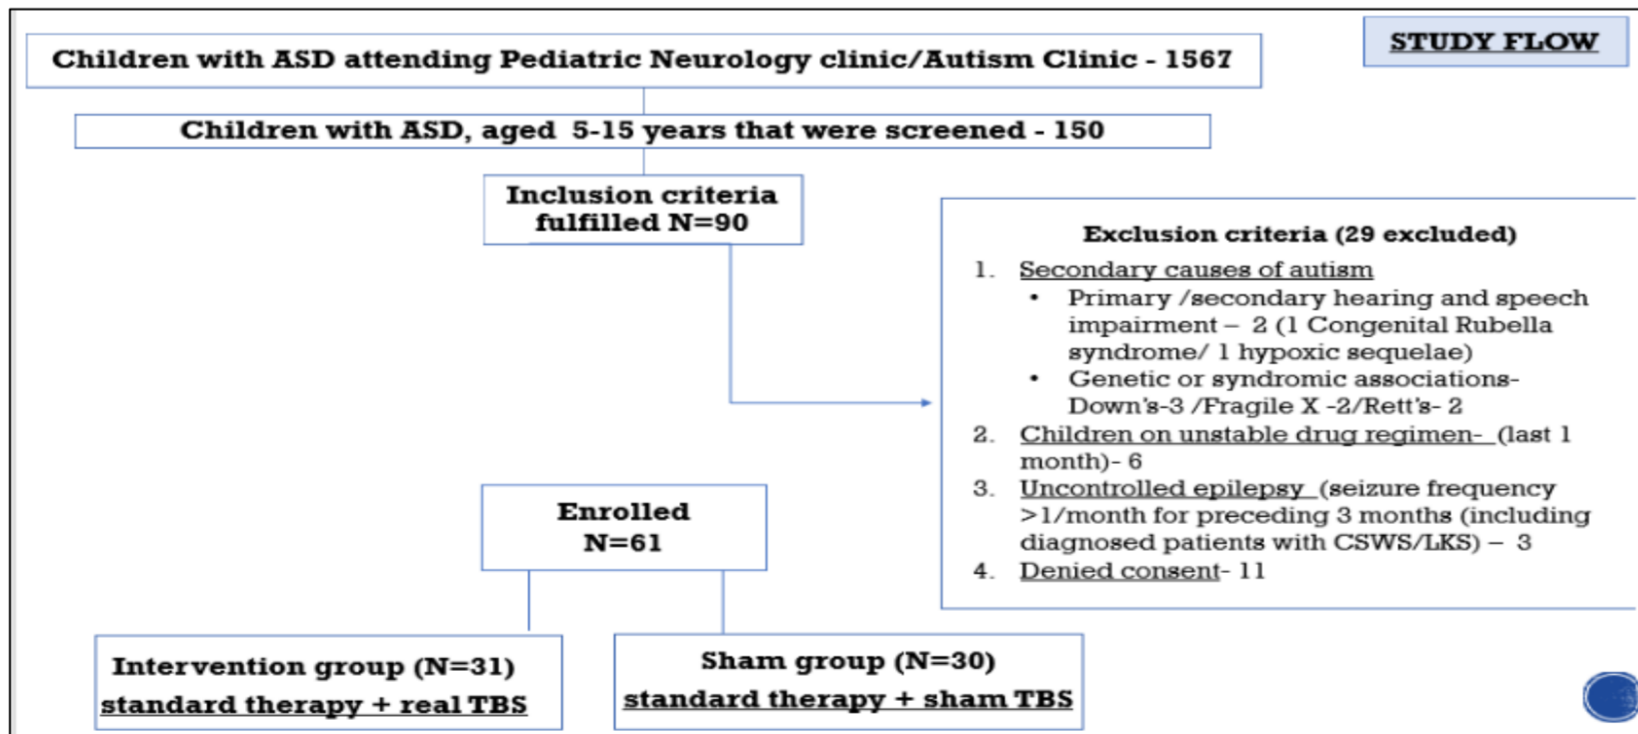 STUDY FLOW
Children with ASD attending Pediatric Neurology clinic/Autism Clinic - 1567
Children with ASD, aged 5-15 years that were screened - 150
Inclusion criteria
fulfilled N=90
Exclusion criteria (29 excluded)
1. Secondary causes of autism
• Primary /secondary hearing and speech
impairment – 2 (1 Congenital Rubella
syndrome/ 1 hypoxic sequelae)
• Genetic or syndromic associations-
Down's-3 /Fragile X -2/Rett's- 2
2. Children on unstable drug regimen- (last 1
month)- 6
3. Uncontrolled epilepsy (seizure frequency
>1/month for preceding 3 months (including
diagnosed patients with CSWS/LKS) – 3
4. Denied consent- 11
Enrolled
N=61
Intervention group (N=31)
standard therapy + real TBS
Sham group (N=30)
standard therapy + sham TBS